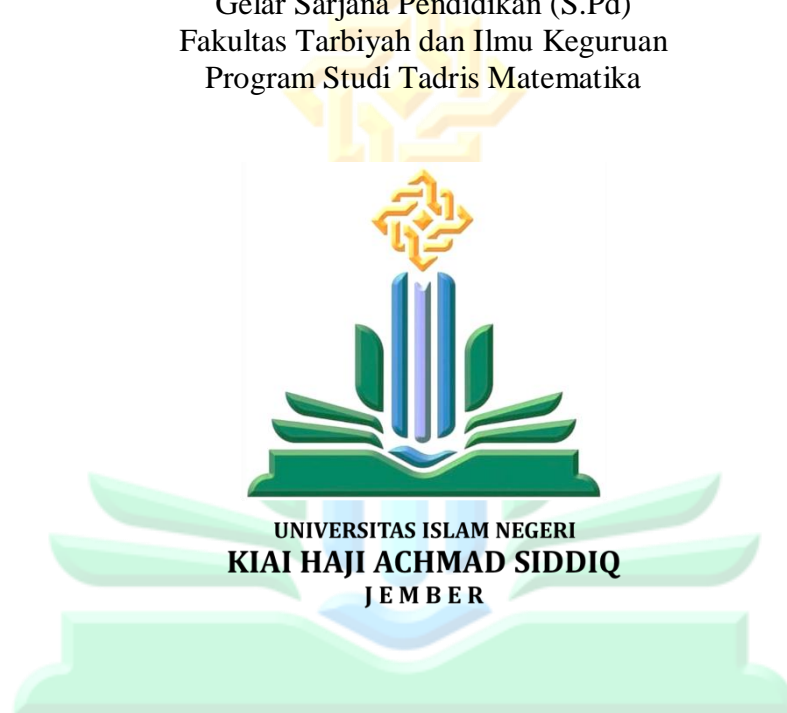 Gelar Sarjana Pendidikan (S.Pd)
Fakultas Tarbiyah dan Ilmu Keguruan
Program Studi Tadris Matematika
UNIVERSITAS ISLAM NEGERI
KIAI HAJI ACHMAD SIDDIQ
JEMBER